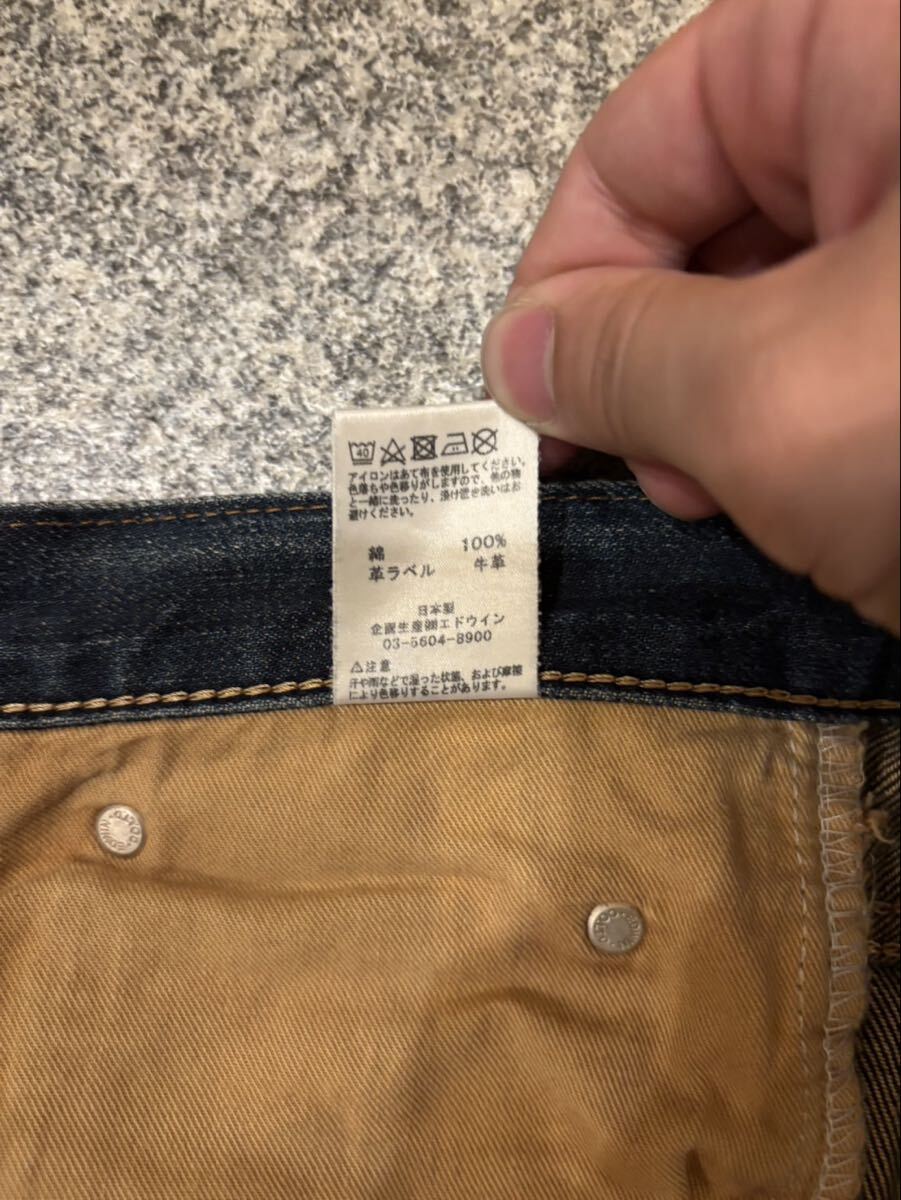 40
アイロンはあて布を使用してください。
色落ちや色移りがしますので、他の物
と一緒に洗ったり、漬け置き洗いはお
避けください。
綿 100%
革ラベル 牛革
日本製
企画生産㈱エドウイン
03-5604-8900
⚠注意
汗や雨などで湿った状態、および摩擦
により色移りすることがあります。
EDWIN
EDWIN